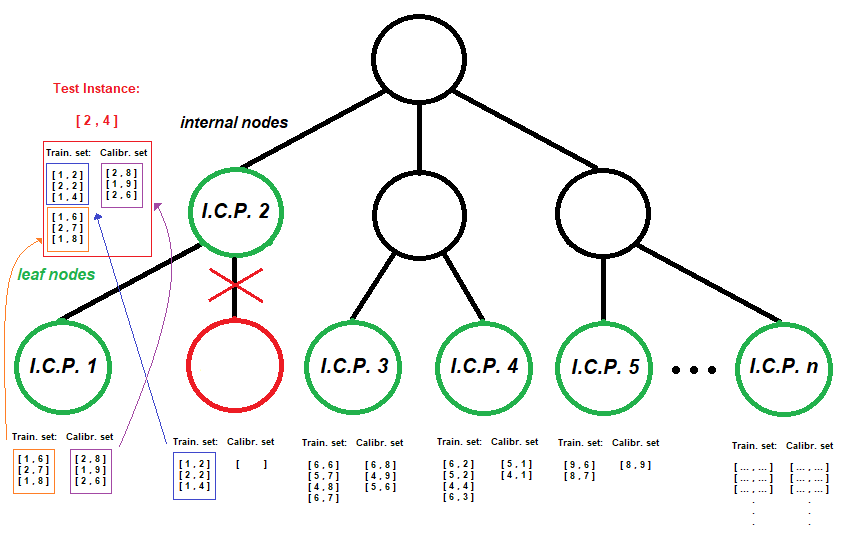 Test Instance:
[ 2 , 4 ]
internal nodes
Train. set: Calibr. set
[ 1 , 2 ] [ 2 , 8 ]
[ 2 , 2 ] [ 1 , 9 ]
[ 1 , 4 ] [ 2 , 6 ]
[ 1 , 6 ]
[ 2 , 7 ]
[ 1 , 8 ]
I.C.P. 2
leaf nodes
I.C.P. 1
I.C.P. 3
I.C.P. 4
I.C.P. 5
...
I.C.P. n
Train. set: Calibr. set
[ 1 , 6 ] [ 2 , 8 ]
[ 2 , 7 ] [ 1 , 9 ]
[ 1 , 8 ] [ 2 , 6 ]
Train. set: Calibr. set
[ 1 , 2 ] [ ]
[ 2 , 2 ]
[ 1 , 4 ]
Train. set: Calibr. set
[ 6 , 6 ] [ 6 , 8 ]
[ 5 , 7 ] [ 4 , 9 ]
[ 4 , 8 ] [ 5 , 6 ]
[ 6 , 7 ]
Train. set: Calibr. set
[ 6 , 2 ] [ 5 , 1 ]
[ 5 , 2 ] [ 4 , 1 ]
[ 4 , 4 ]
[ 6 , 3 ]
Train. set: Calibr. set
[ 9 , 6 ] [ 8 , 9 ]
[ 8 , 7 ]
Train. set: Calibr. set
[ ... , ... ] [ ... , ... ]
[ ... , ... ] [ ... , ... ]
[ ... , ... ] [ ... , ... ]
. .
. .
. .